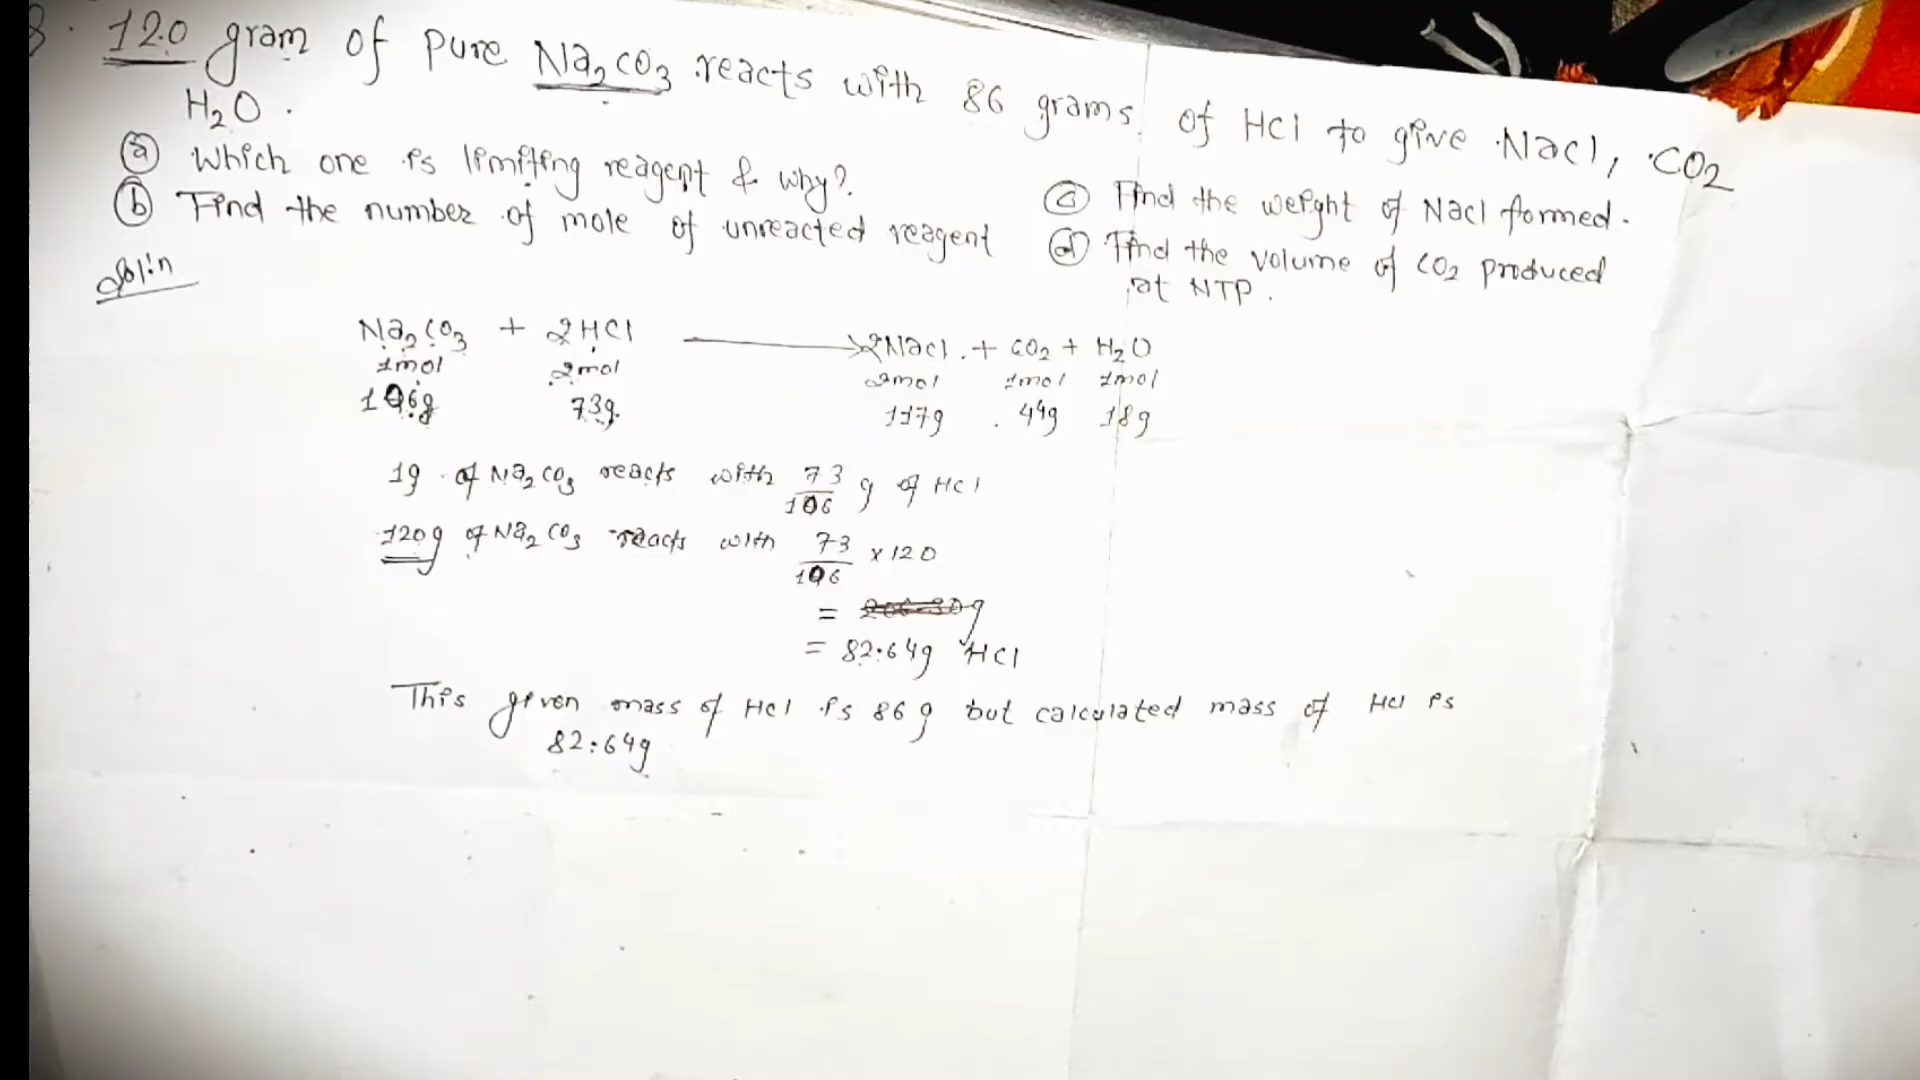 120 gram of pure Na2CO3 reacts with 86 grams of HCl to give NaCl, CO2
H2O.
(a) Which one is limiting reagent & why?
(b) Find the number of mole of unreacted reagent
(c) Find the weight of NaCl formed.
(d) Find the volume of CO2 produced
at NTP.
Sol:n
Na2CO3 + 2HCl → 2NaCl + CO2 + H2O
1mol 2mol 2mol 1mol 1mol
106g 73g 117g 44g 18g
1g of Na2CO3 reacts with 73/106 g of HCl
120g of Na2CO3 reacts with 73/106 x 120
= g
= 82.64g HCl
This given mass of HCl is 86g but calculated mass of HCl is
82.64g